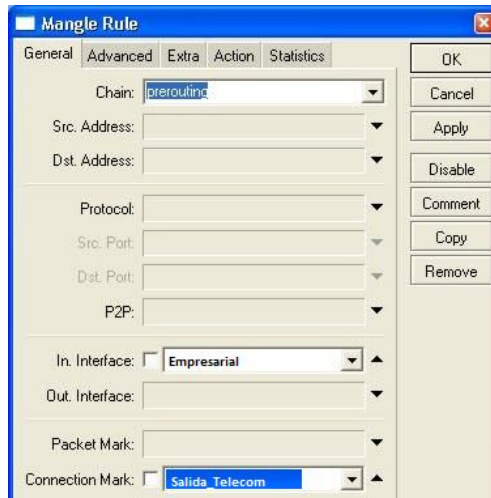 Mangle Rule
General Advanced Extra Action Statistics
OK
Chain: prerouting
Cancel
Src. Address:
Apply
Dst. Address:
Disable
Protocol:
Comment
Src. Port:
Copy
Dst. Port:
Remove
P2P:
In. Interface: Empresarial
Out. Interface:
Packet Mark:
Connection Mark: Salida_Telecom